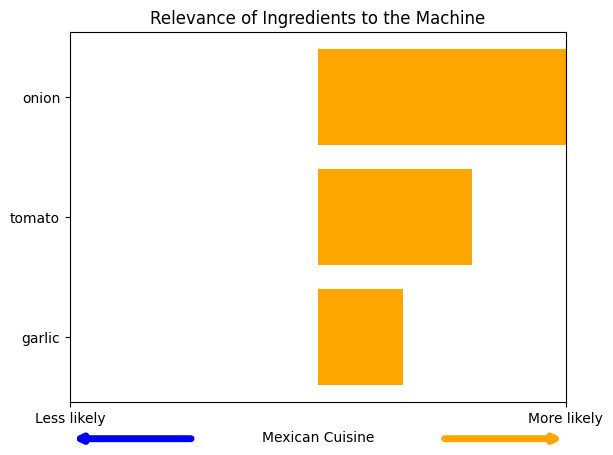 Relevance of Ingredients to the Machine
onion
tomato
garlic
Less likely
More likely
Mexican Cuisine